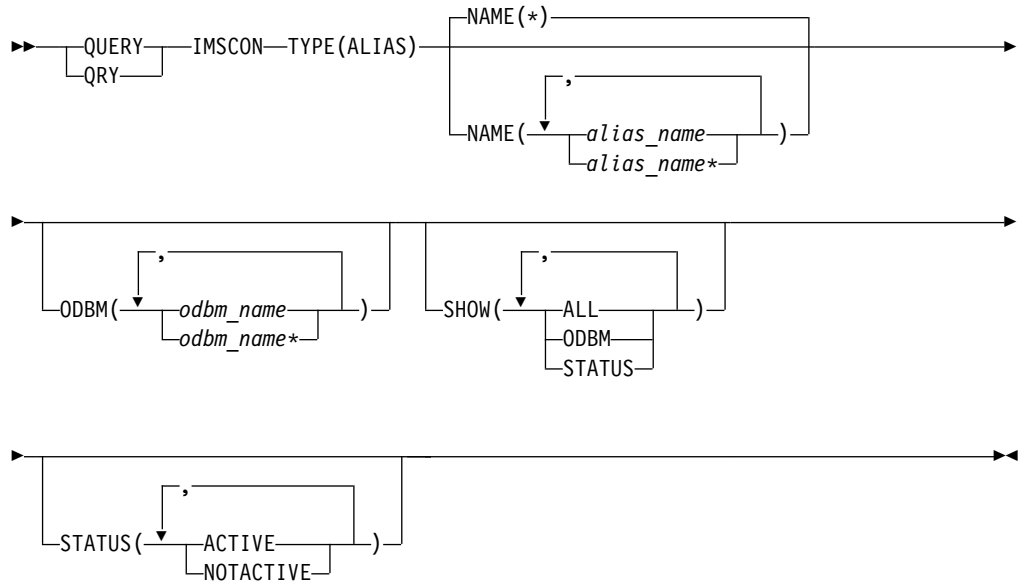 NAME(*)
QUERY IMSCON TYPE(ALIAS)
QRY
,
NAME( alias_name )
alias_name*
, ,
ODBM( odbm_name ) SHOW( ALL )
odbm_name* ODBM
STATUS
,
STATUS( ACTIVE )
NOTACTIVE